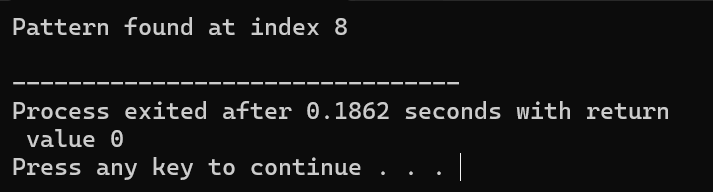 Pattern found at index 8
--------------------------------
Process exited after 0.1862 seconds with return
value 0
Press any key to continue . . .